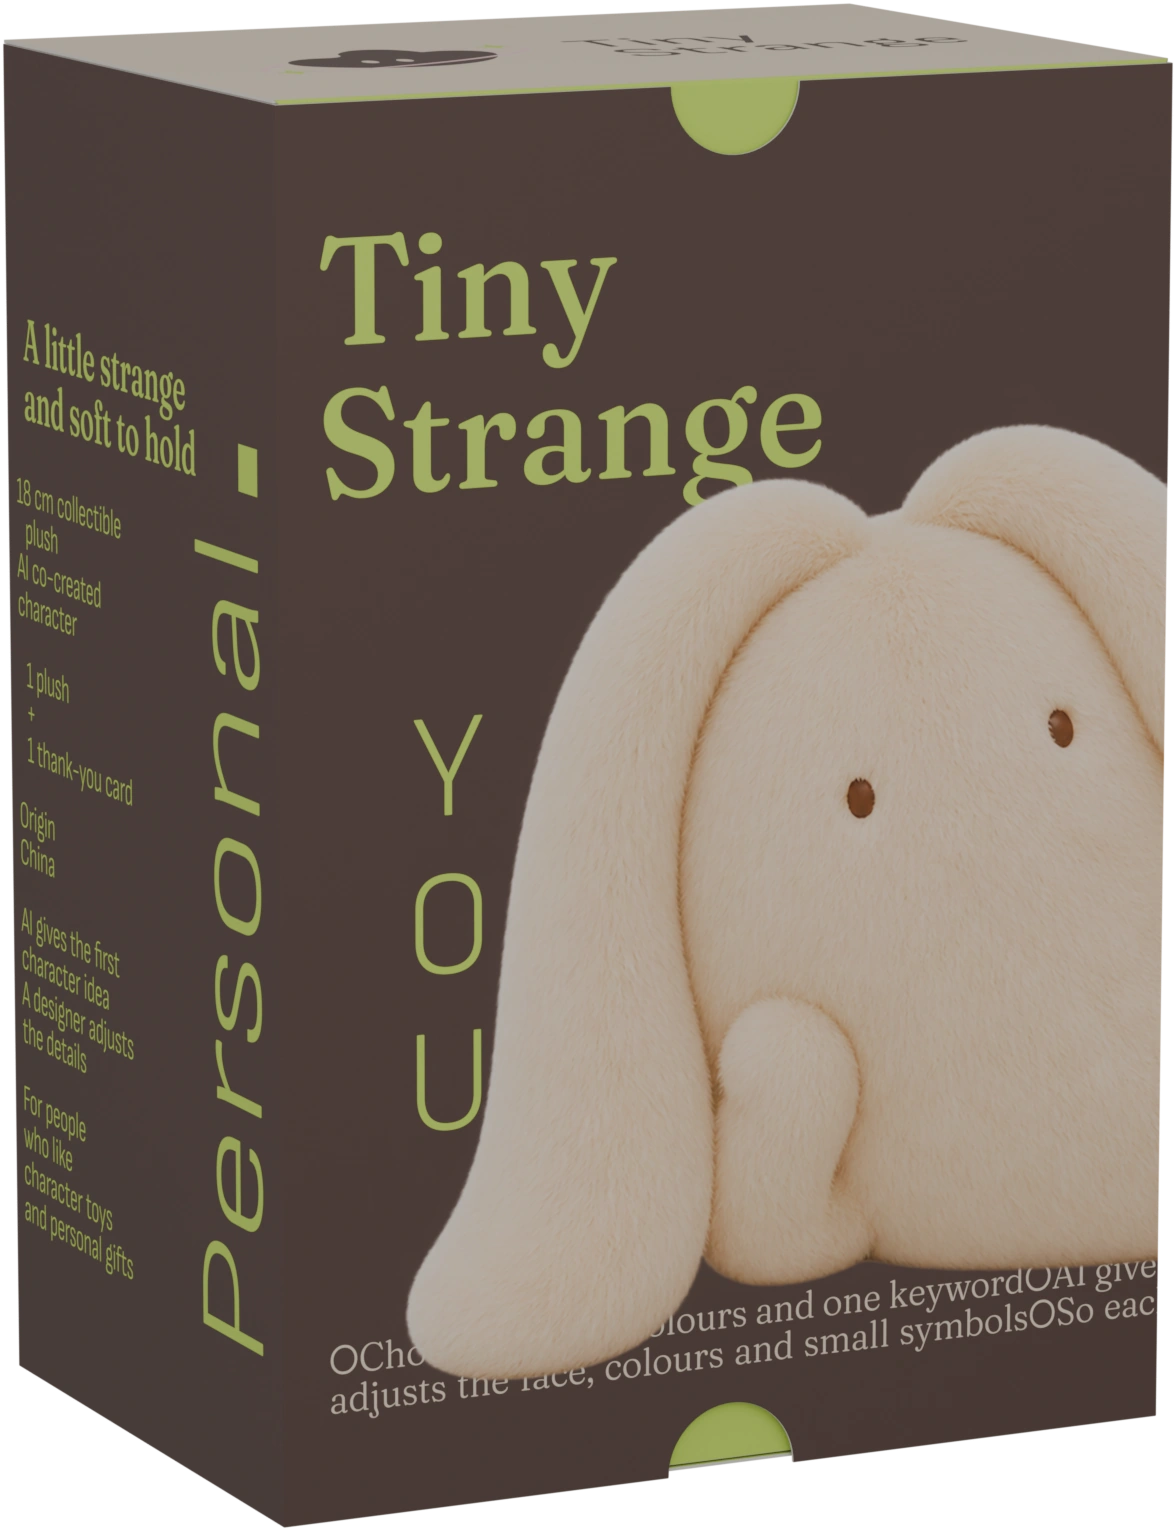 Tiny
Strange
Tiny
Strange
Y
O
U
OCho
olours and one keywordOAI give
adjusts the face, colours and small symbolsOSo eac
A little strange
and soft to hold
18 cm collectible
plush
AI co-created
character
1 plush
+
1 thank-you card
Origin
China
AI gives the first
character idea
A designer adjusts
the details
For people
who like
character toys
and personal gifts
Personal